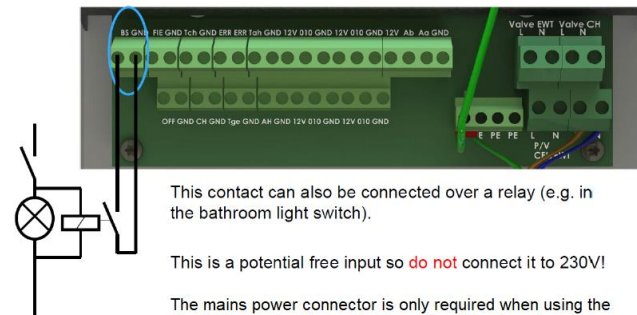 Valve EWT Valve CH
L N L N
BS GND FIE GND Tch GND ERR ERR Tah GND 12V 010 GND 12V 010 GND 12V Ab Aa GND
OFF GND CH GND Tge GND AH GND 12V 010 GND 12V 010 GND
E PE PE L N N
P/V
This contact can also be connected over a relay (e.g. in
the bathroom light switch).
This is a potential free input so do not connect it to 230V!
The mains power connector is only required when using the